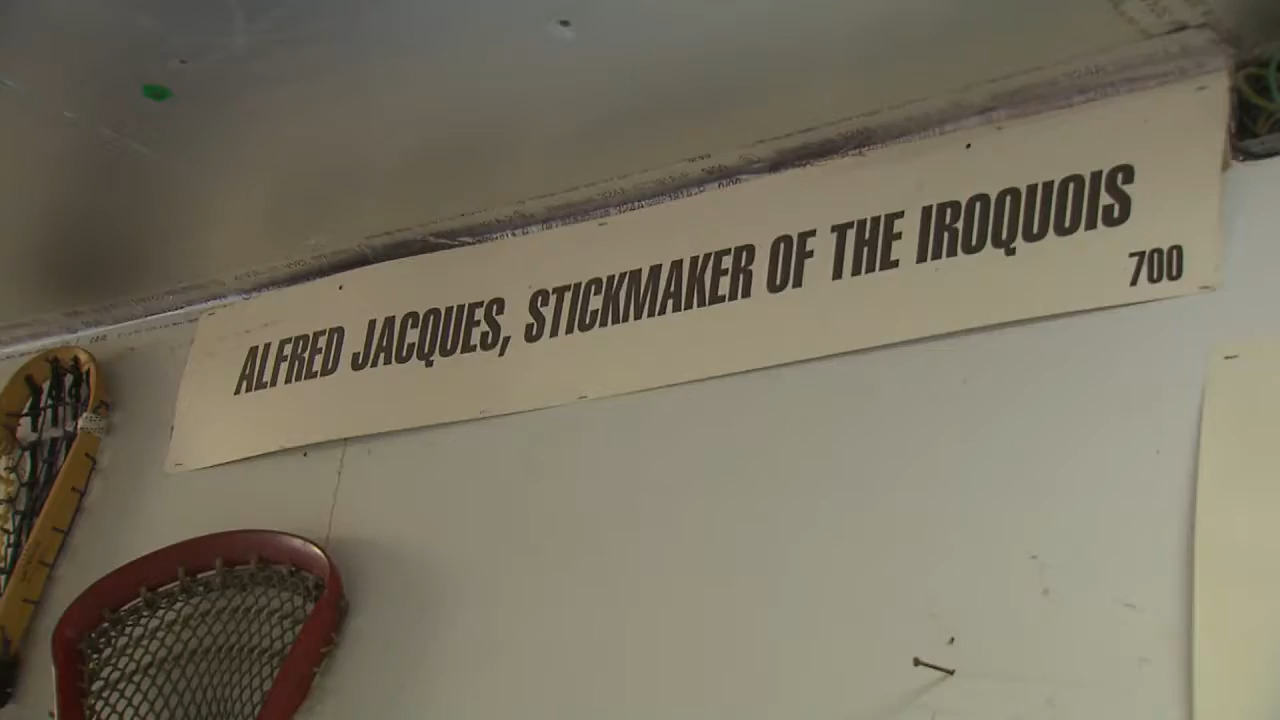 ALFRED JACQUES, STICKMAKER OF THE IROQUOIS
700